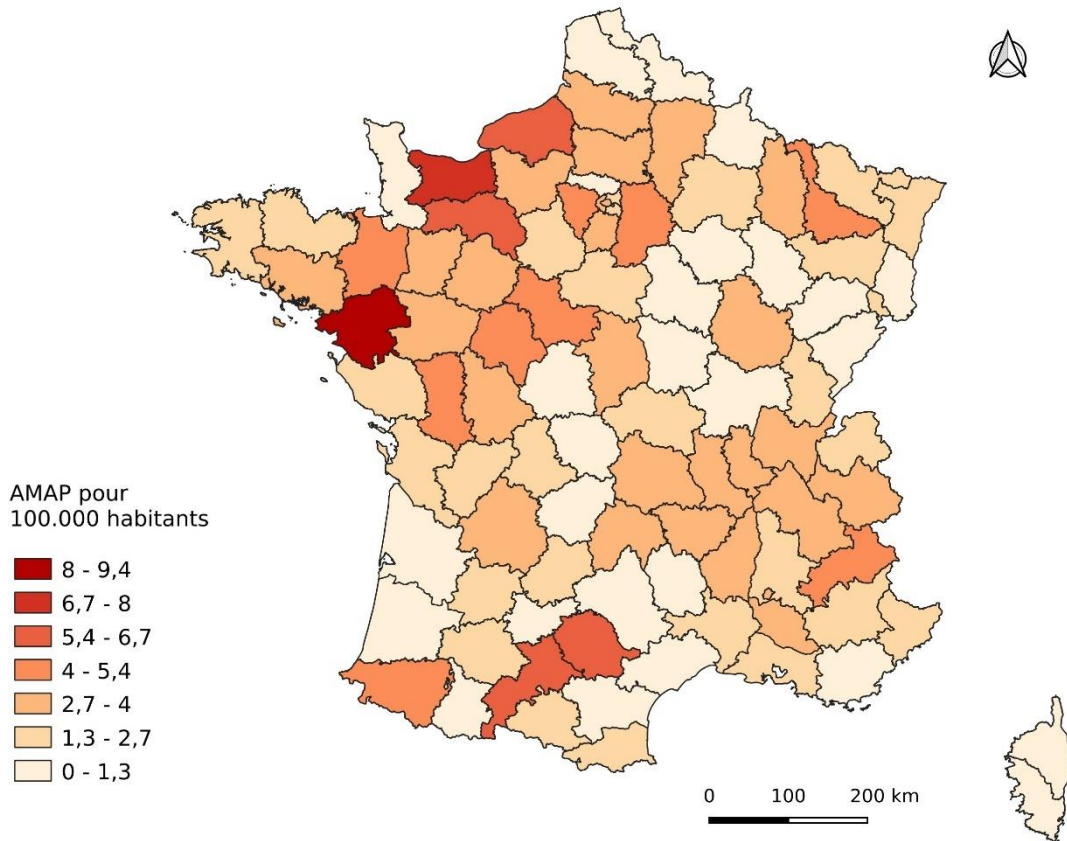 AMAP pour
100.000 habitants
8 - 9,4
6,7 - 8
5,4 - 6,7
4 - 5,4
2,7 - 4
1,3 - 2,7
0 - 1,3
0 100 200 km